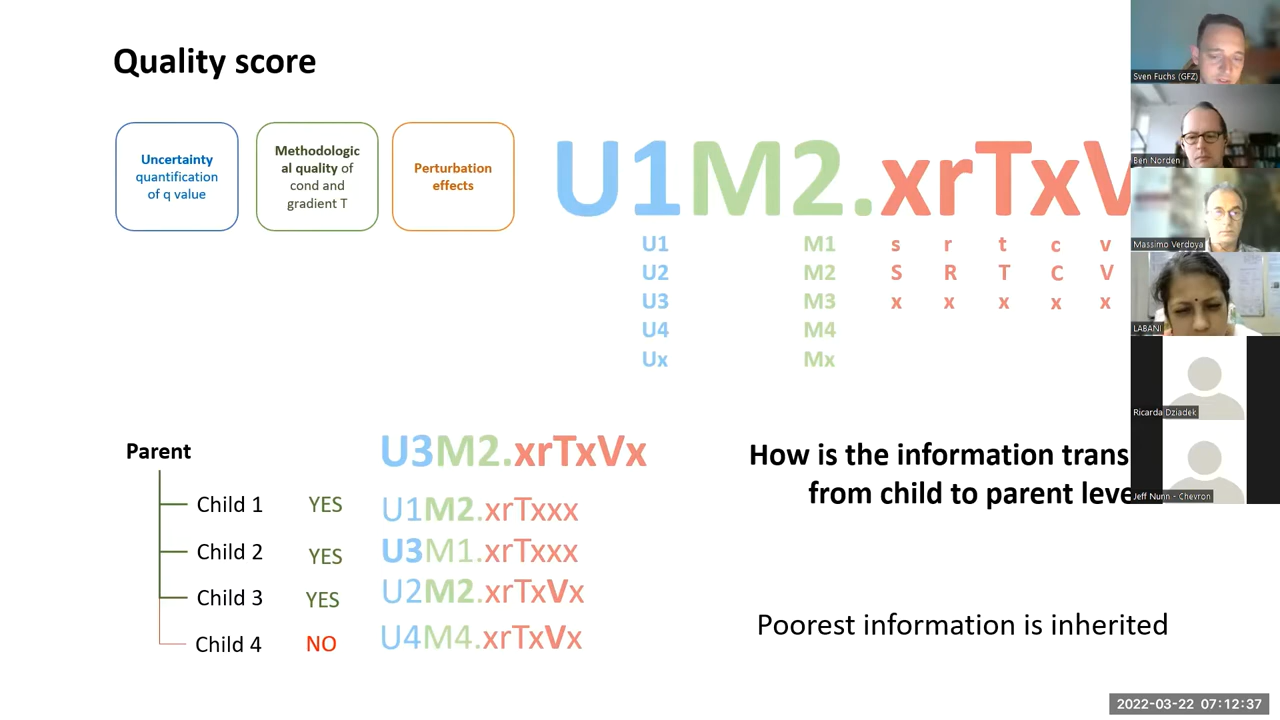 Quality score
Uncertainty
quantification
of q value
Methodologic
al quality of
cond and
gradient T
Perturbation
effects
U1M2.xrTxV
U1 M1 s r t c v
U2 M2 S R T C V
U3 M3 x x x x x
U4 M4
Ux Mx
Parent U3M2.xrTxVx
Child 1 YES U1M2.xrTxxx
Child 2 YES U3M1.xrTxxx
Child 3 YES U2M2.xrTxVx
Child 4 NO U4M4.xrTxVx
How is the information trans
from child to parent leve
Poorest information is inherited
Sven Fuchs (GFZ)
Ben Norden
Massimo Verdoya
LABANI
Ricarda Dziadek
Jeff Nunn - Chevron
2022-03-22 07:12:37